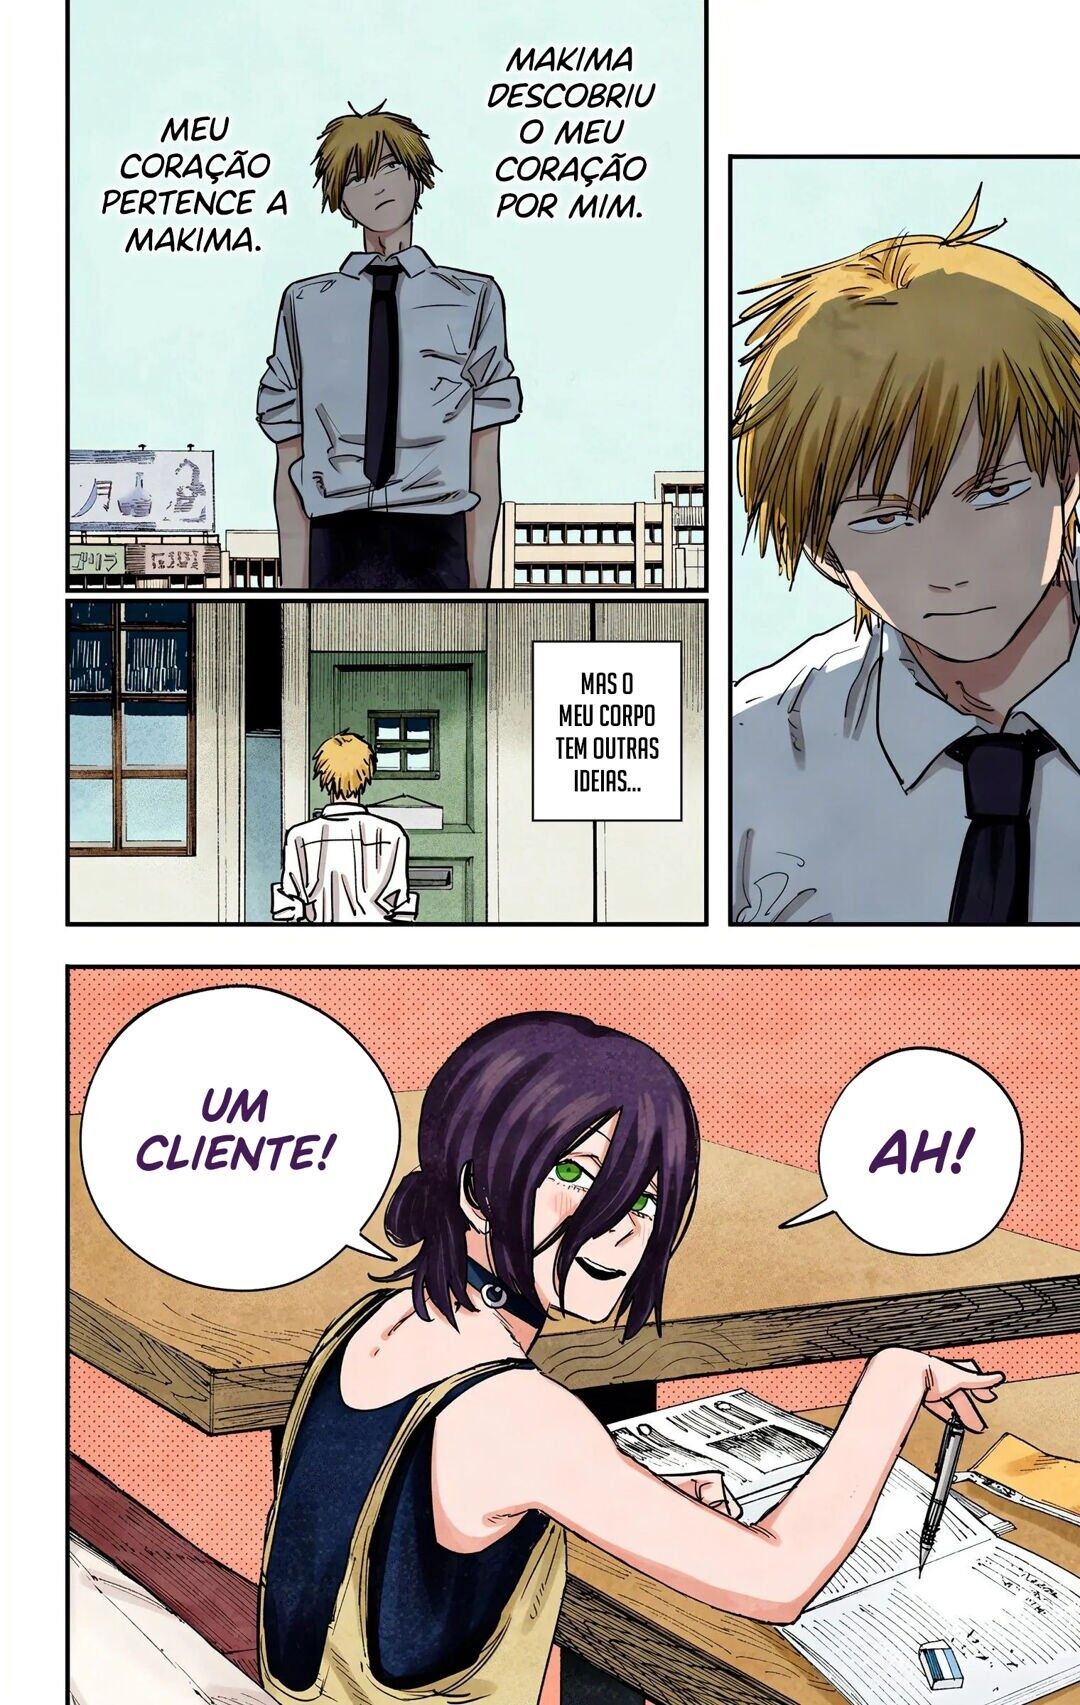 MAKIMA
DESCOBRIU
O MEU
CORAÇÃO
POR MIM.
MEU
CORAÇÃO
PERTENCE A
MAKIMA.
MAS O
MEU CORPO
TEM OUTRAS
IDEIAS...
AH!
UM
CLIENTE!